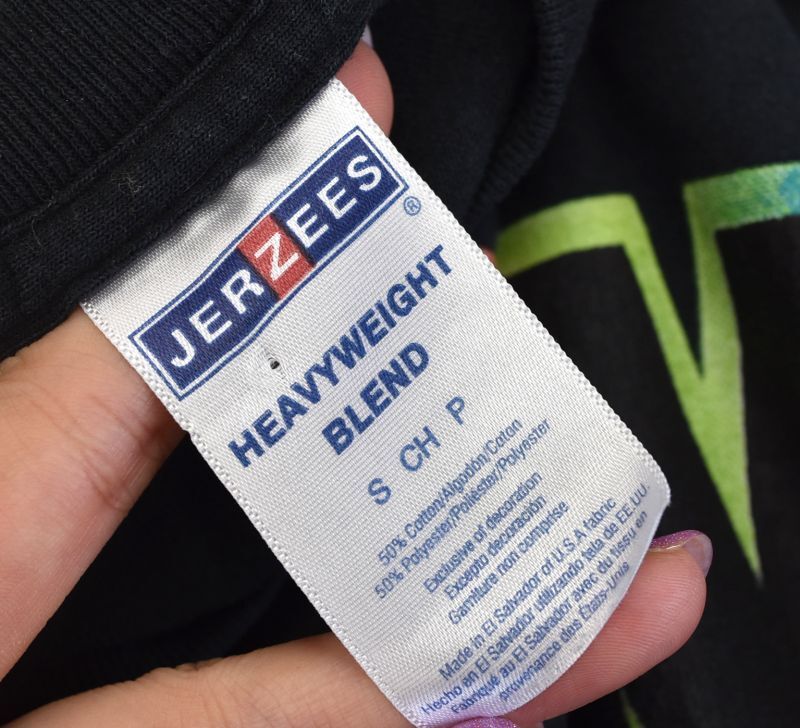 JERZEES®
HEAVYWEIGHT
BLEND
S CH P
50% Cotton/Algodón/Coton
50% Polyester/Poliéster/Polyester
Exclusive of decoration
Excepto decoración
Garniture non comprise
Made in El Salvador of U.S.A fabric
Hecho en El Salvador utilizando tela de EE.UU.
Fabriqué au El Salvador avec du tissu en
provenance des États-Unis